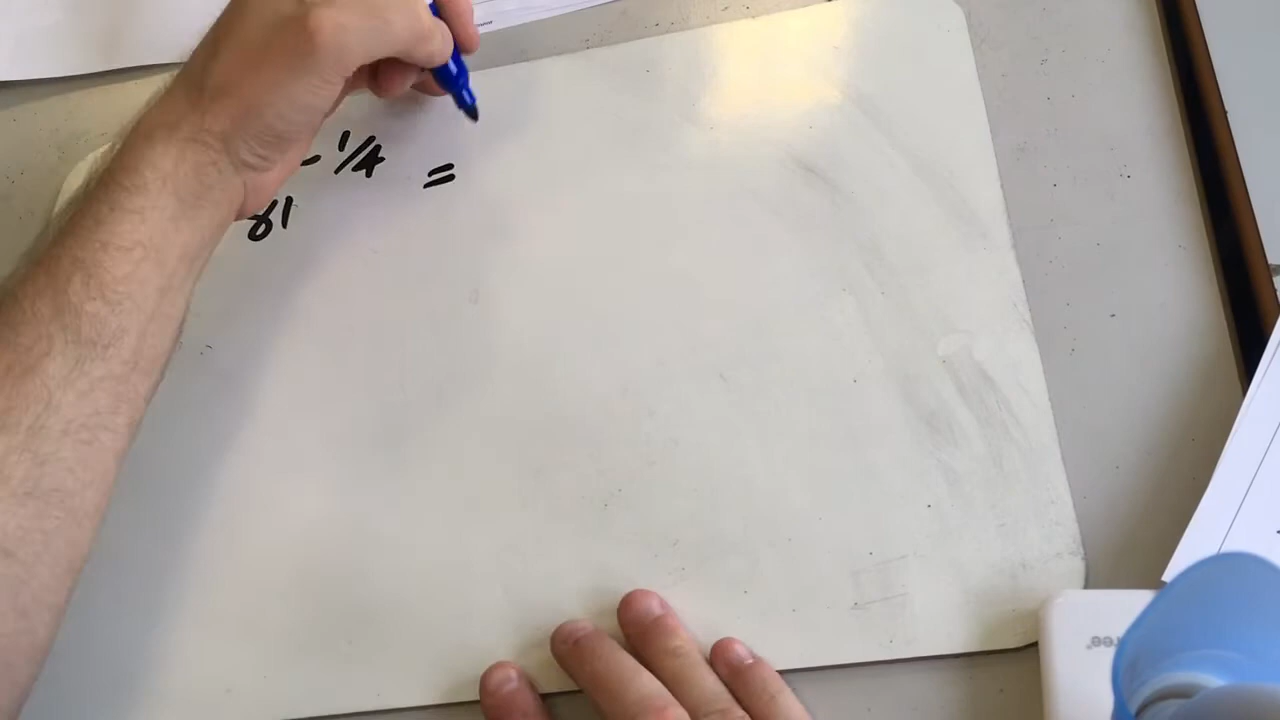 81 - 1/4 =